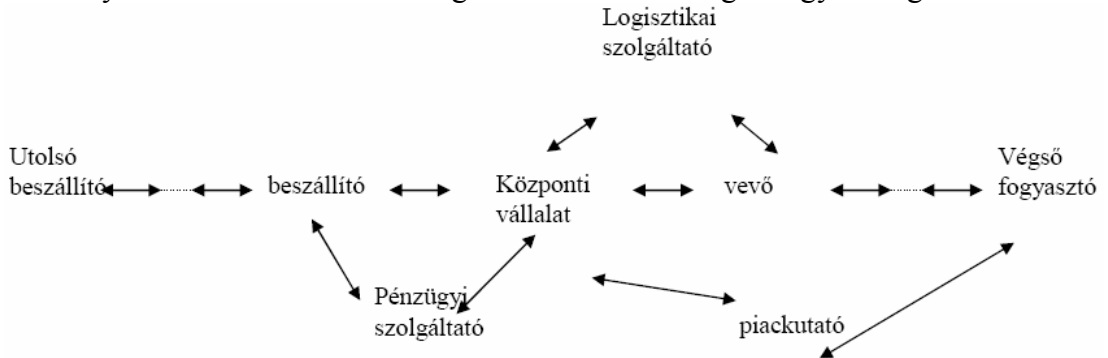 Logisztikai
szolgáltató
Utolsó
beszállító
beszállító
Központi
vállalat
vevő
Végső
fogyasztó
Pénzügyi
szolgáltató
piackutató